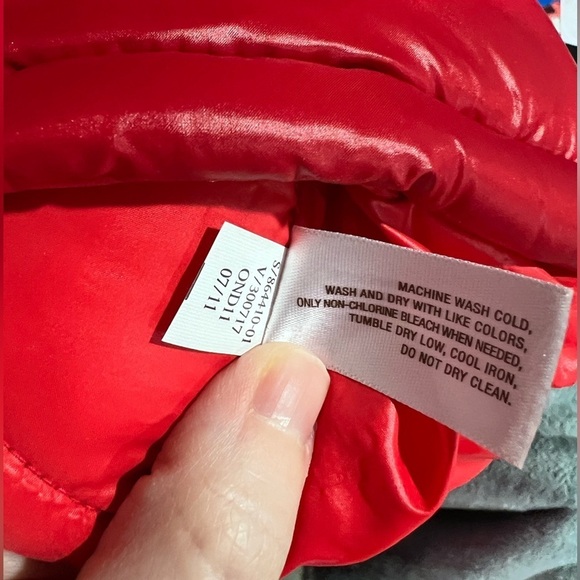 S/864410-01
V/300717
OND11
07/11
MACHINE WASH COLD,
WASH AND DRY WITH LIKE COLORS,
ONLY NON-CHLORINE BLEACH WHEN NEEDED,
TUMBLE DRY LOW, COOL IRON,
DO NOT DRY CLEAN.